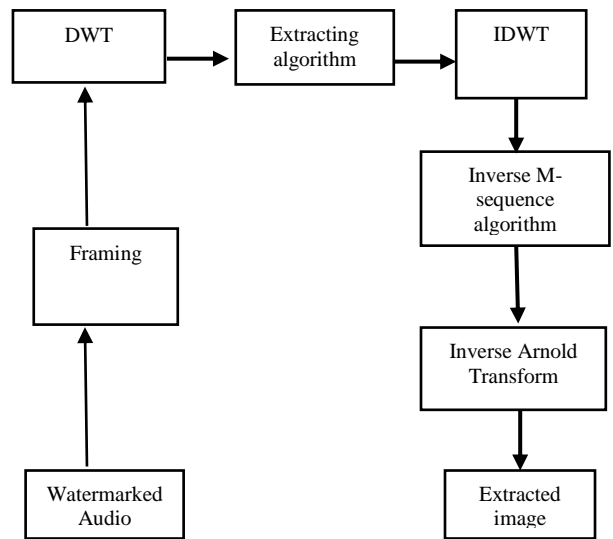 DWT
Extracting
algorithm
IDWT
Inverse M-
sequence
algorithm
Framing
Inverse Arnold
Transform
Watermarked
Audio
Extracted
image